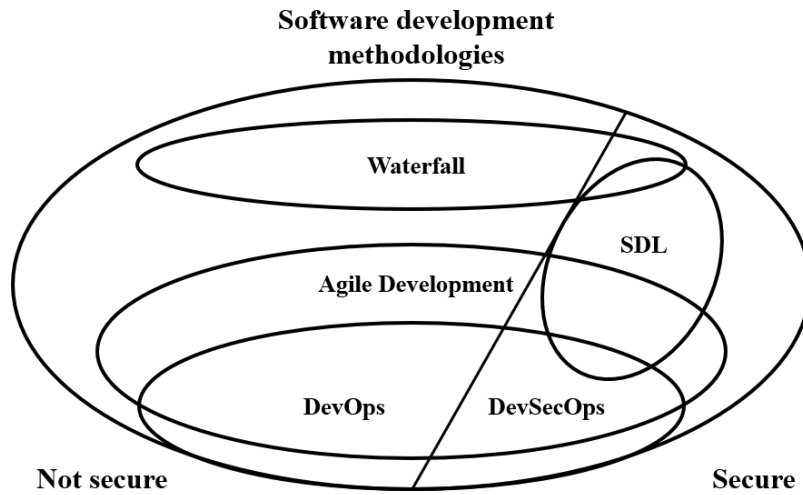 Software development
methodologies
Waterfall
SDL
Agile Development
DevOps
DevSecOps
Not secure
Secure